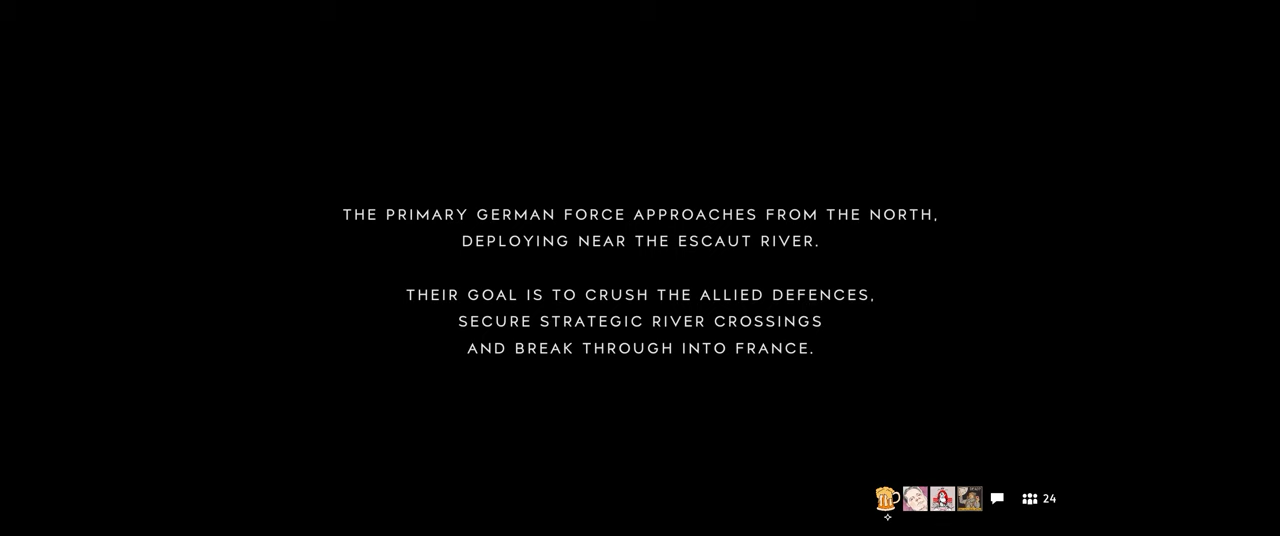 THE PRIMARY GERMAN FORCE APPROACHES FROM THE NORTH,
DEPLOYING NEAR THE ESCAUT RIVER.
THEIR GOAL IS TO CRUSH THE ALLIED DEFENCES,
SECURE STRATEGIC RIVER CROSSINGS
AND BREAK THROUGH INTO FRANCE.
24